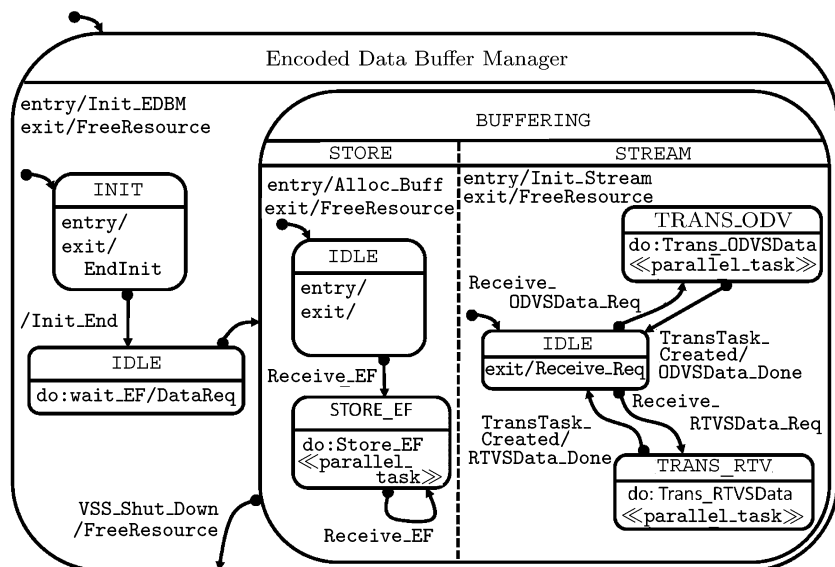 Encoded Data Buffer Manager
entry/Init_EDBM
exit/FreeResource
INIT
entry/
exit/
EndInit
/Init_End
IDLE
do:wait_EF/DataReq
VSS_Shut_Down
/FreeResource
BUFFERING
STORE
entry/Alloc_Buff
exit/FreeResource
IDLE
entry/
exit/
Receive_EF
STORE_EF
do:Store_EF
≪parallel_
task≫
Receive_EF
STREAM
entry/Init_Stream
exit/FreeResource
TRANS_ODV
do:Trans_ODVSData
≪parallel_task≫
Receive_
ODVSData_Req
TransTask_
Created/
ODVSData_Done
IDLE
exit/Receive_Req
Receive_
RTVSData_Req
TransTask_
Created/
RTVSData_Done
TRANS_RTV
do: Trans_RTVSData
≪parallel_task≫